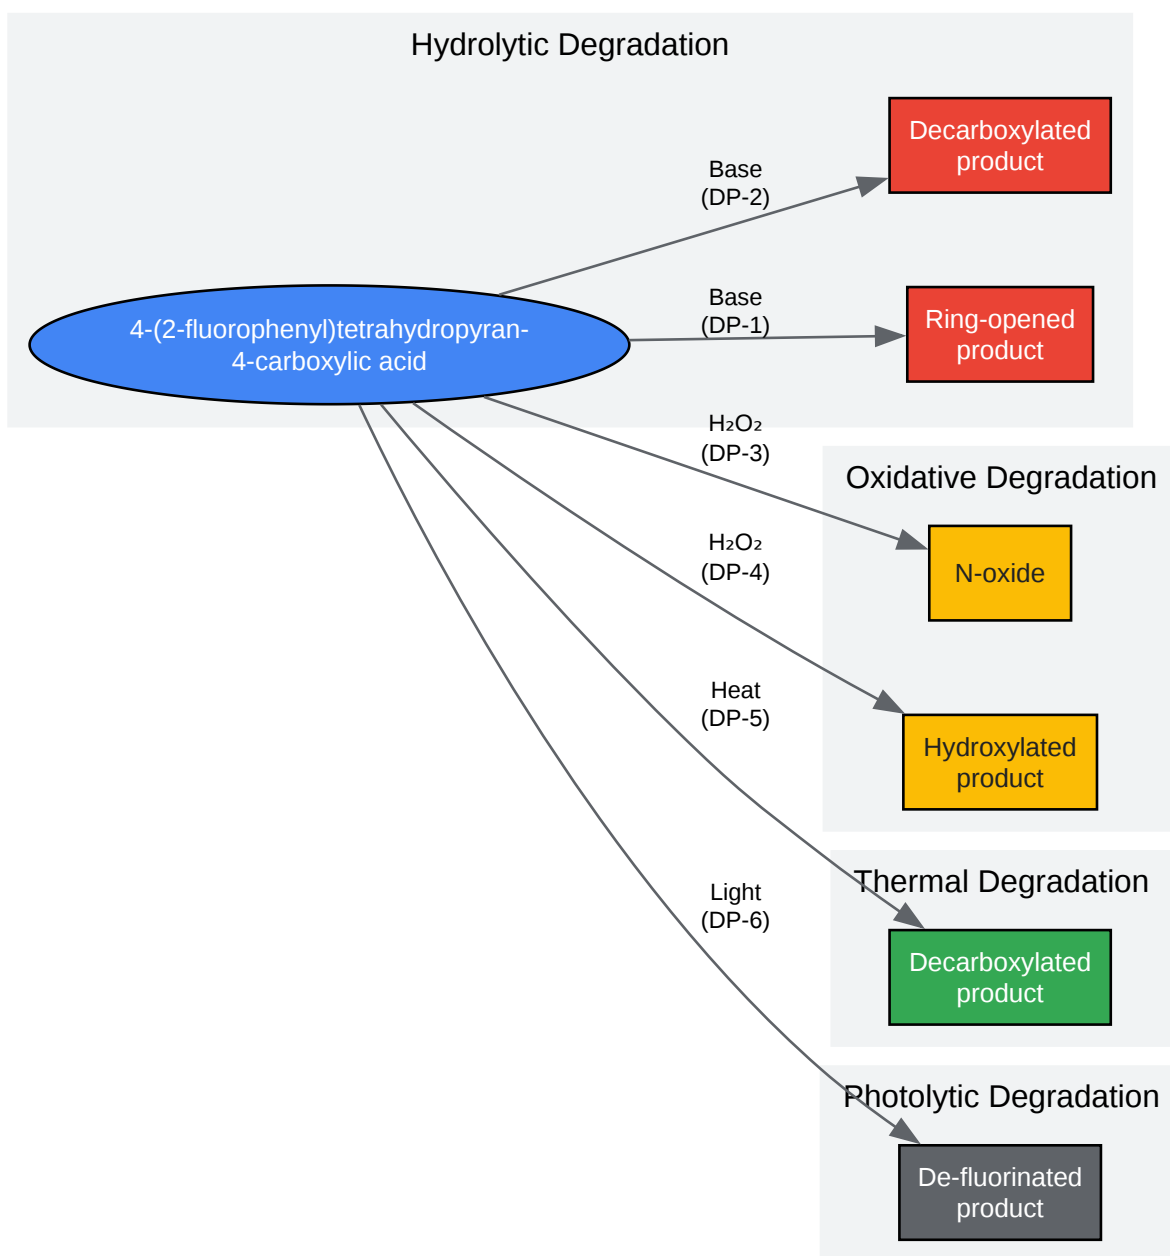 Hydrolytic Degradation
Decarboxylated
product
Base
(DP-2)
Base
(DP-1)
Ring-opened
product
4-(2-fluorophenyl)tetrahydropyran-
4-carboxylic acid
H₂O₂
(DP-3)
Oxidative Degradation
N-oxide
H₂O₂
(DP-4)
Heat
(DP-5)
Hydroxylated
product
Thermal Degradation
Light
(DP-6)
Decarboxylated
product
Photolytic Degradation
De-fluorinated
product